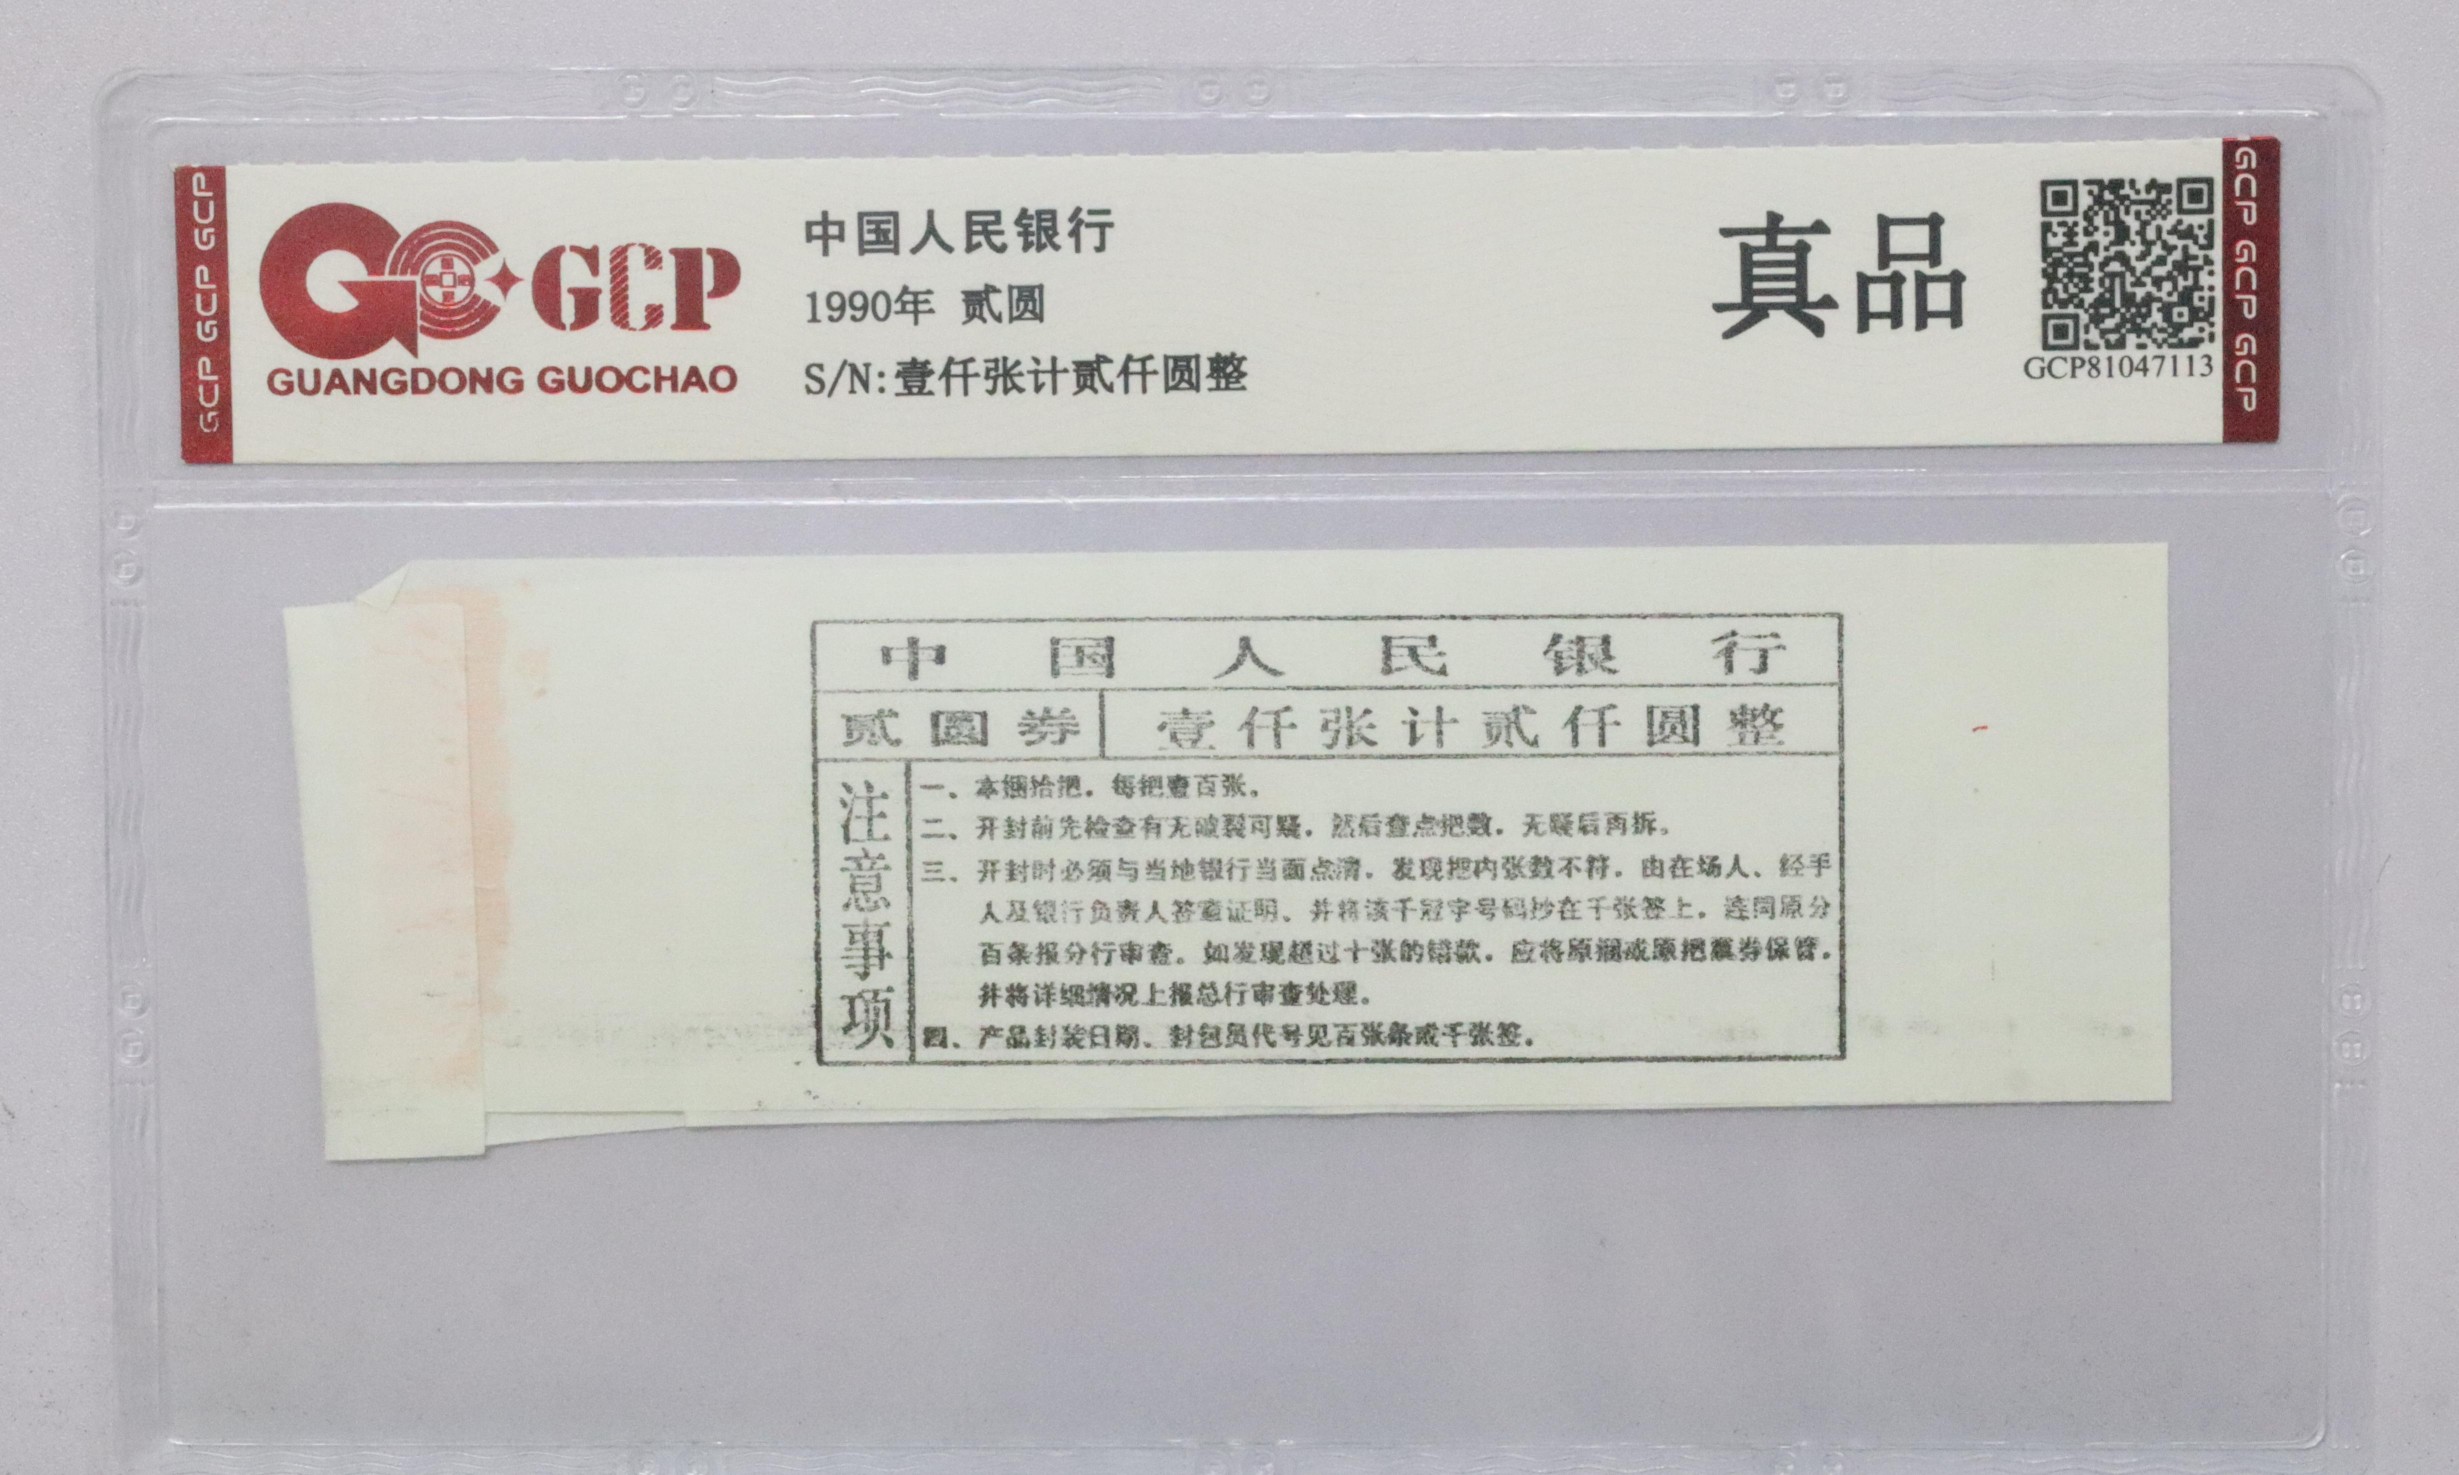 GCP GCP GCP
GCP
GUANGDONG GUOCHAO
中国人民银行
1990年 贰圆
S/N:壹仟张计贰仟圆整
真品
GCP81047113
GCP GCP GCP
中国人民银行
贰圆券 壹仟张计贰仟圆整
注意事项
一、本捆拾把，每把壹百张。
二、开封前先检查有无破裂可疑，然后查点把数，无疑后再拆。
三、开封时必须与当地银行当面点清，发现把内张数不符，由在场人、经手
人及银行负责人签章证明、并将该千冠字号码抄在千张签上，连同原分
百条报分行审查。如发现超过十张的错款，应将原捆或原把票券保管，
并将详细情况上报总行审查处理。
四、产品封装日期、封包员代号见百张条或千张签。